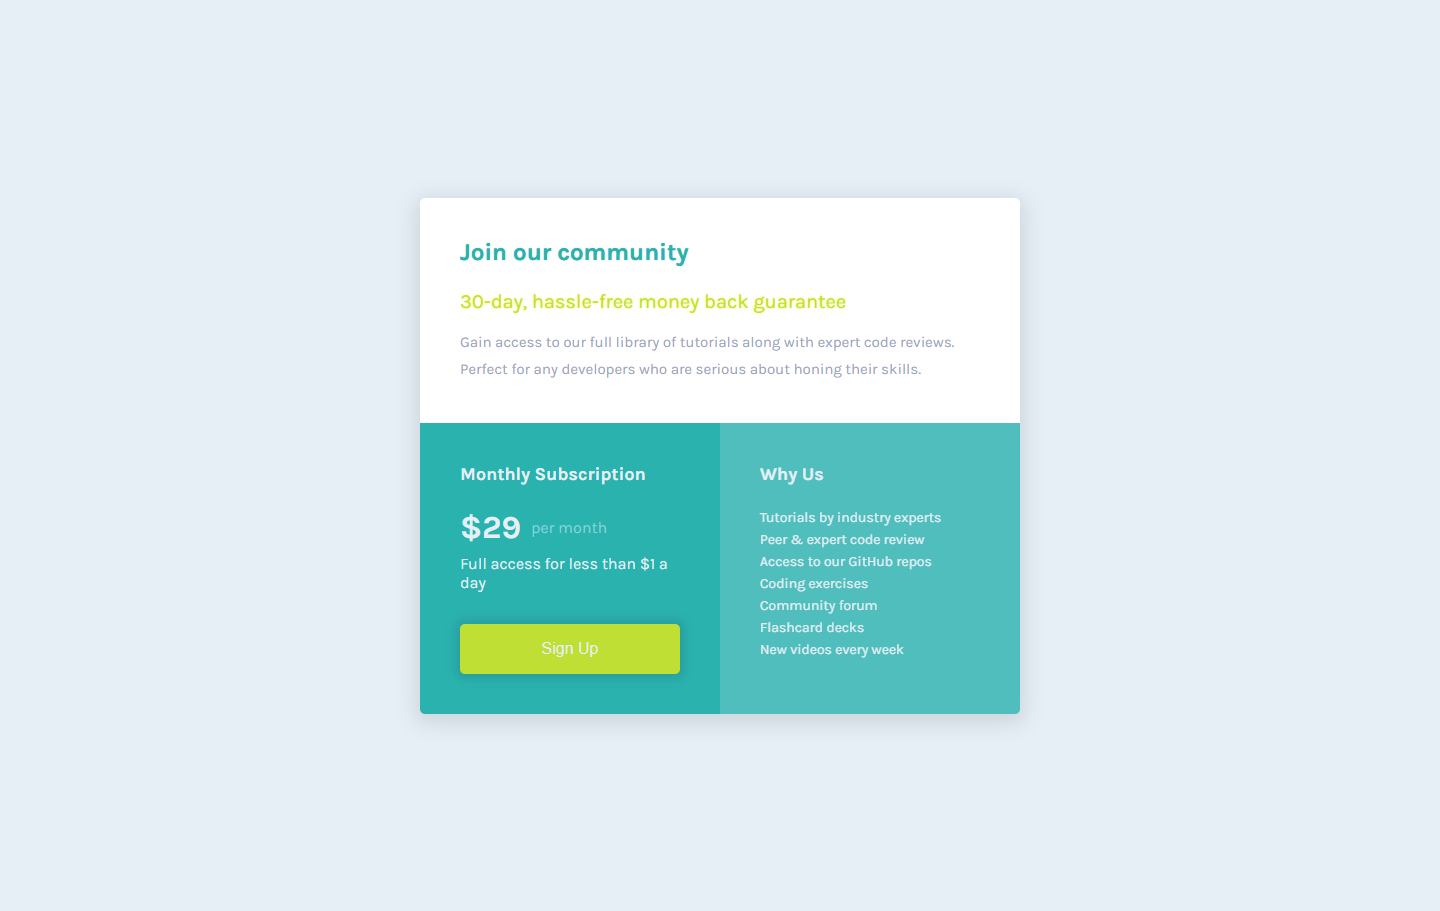 Join our community
30-day, hassle-free money back guarantee
Gain access to our full library of tutorials along with expert code reviews.
Perfect for any developers who are serious about honing their skills.
Monthly Subscription
$29 per month
Full access for less than $1 a
day
Sign Up
Why Us
Tutorials by industry experts
Peer & expert code review
Access to our GitHub repos
Coding exercises
Community forum
Flashcard decks
New videos every week